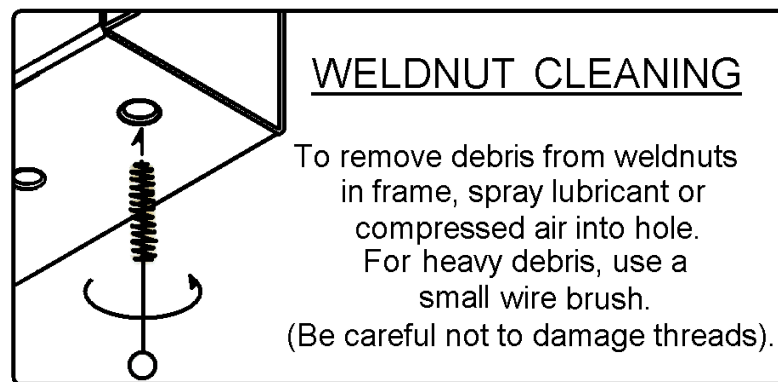 WELDNUT CLEANING
To remove debris from weldnuts
in frame, spray lubricant or
compressed air into hole.
For heavy debris, use a
small wire brush.
(Be careful not to damage threads).